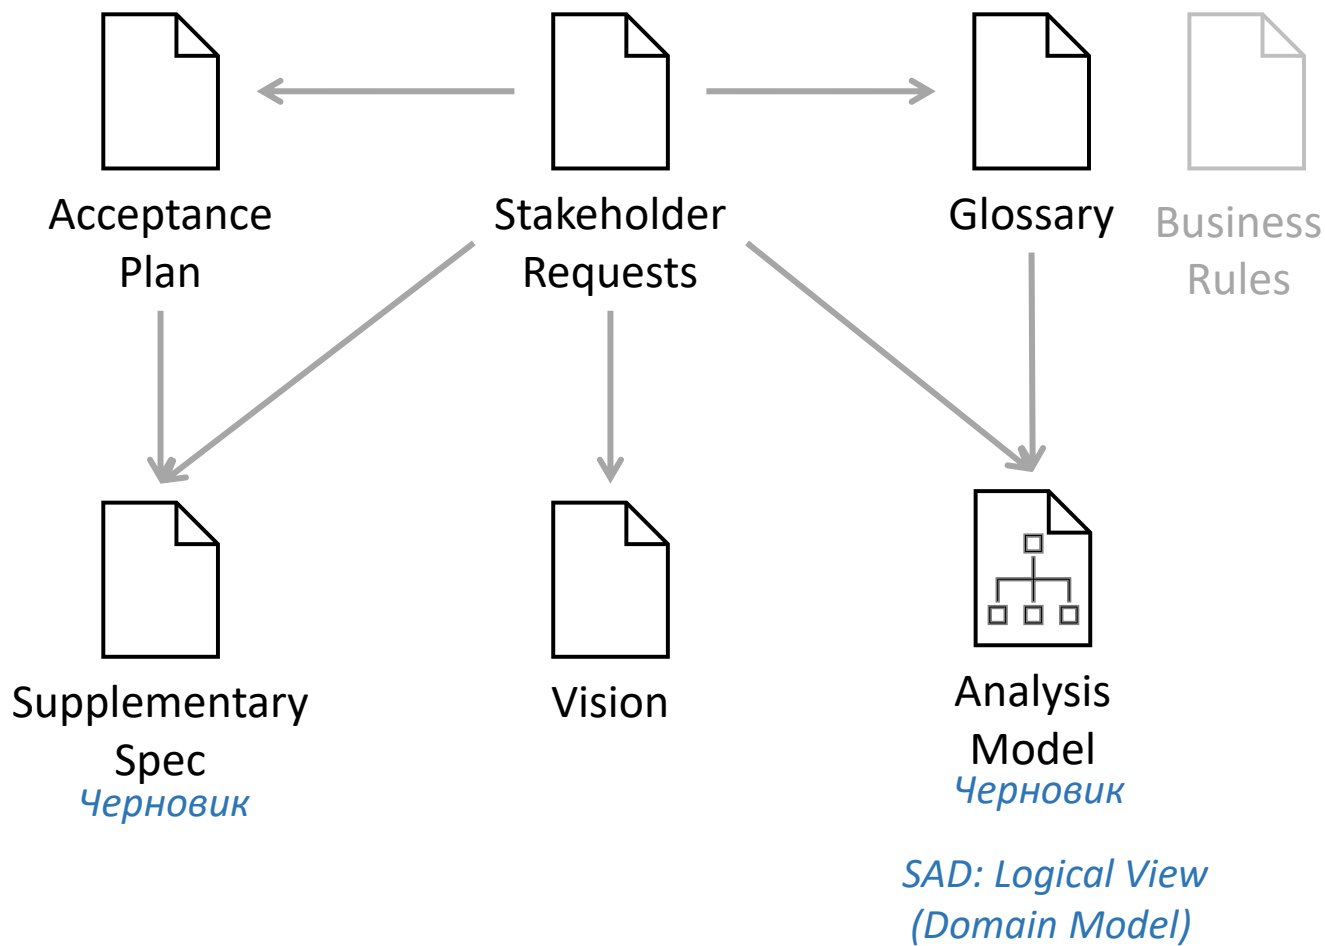 Acceptance
Plan
Stakeholder
Requests
Glossary
Business
Rules
Supplementary
Spec
Черновик
Vision
Analysis
Model
Черновик
SAD: Logical View
(Domain Model)